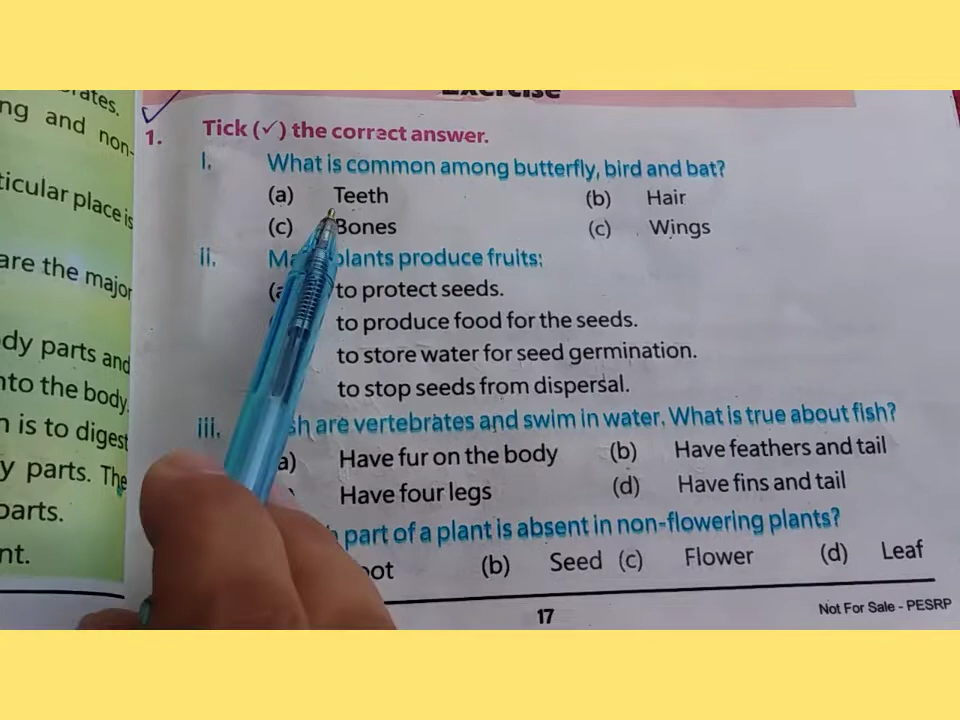 rates.
ng and non-
ticular place is
are the major
dy parts and
nto the body.
n is to digest
y parts. The
parts.
nt.
Exercise
1. Tick (✓) the correct answer.
I. What is common among butterfly, bird and bat?
(a) Teeth (b) Hair
(c) Bones (c) Wings
ii. plants produce fruits:
to protect seeds.
to produce food for the seeds.
to store water for seed germination.
to stop seeds from dispersal.
iii. sh are vertebrates and swim in water. What is true about fish?
a) Have fur on the body (b) Have feathers and tail
Have four legs (d) Have fins and tail
part of a plant is absent in non-flowering plants?
oot (b) Seed (c) Flower (d) Leaf
17
Not For Sale - PESRP